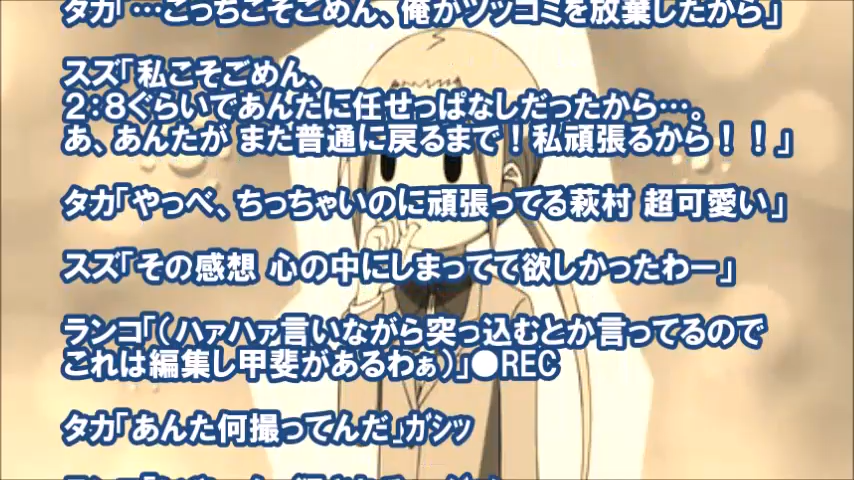 タカ「…こっちこそごめん、俺がツッコミを放棄したから」
スズ「私こそごめん、
２：８ぐらいであんたに任せっぱなしだったから…。
あ、あんたが また普通に戻るまで！私頑張るから！！」
タカ「やっべ、ちっちゃいのに頑張ってる萩村 超可愛い」
スズ「その感想 心の中にしまってて欲しかったわー」
ランコ「（ハァハァ言いながら突っ込むとか言ってるので
これは編集し甲斐があるわぁ）」●REC
タカ「あんた何撮ってんだ」ガシッ